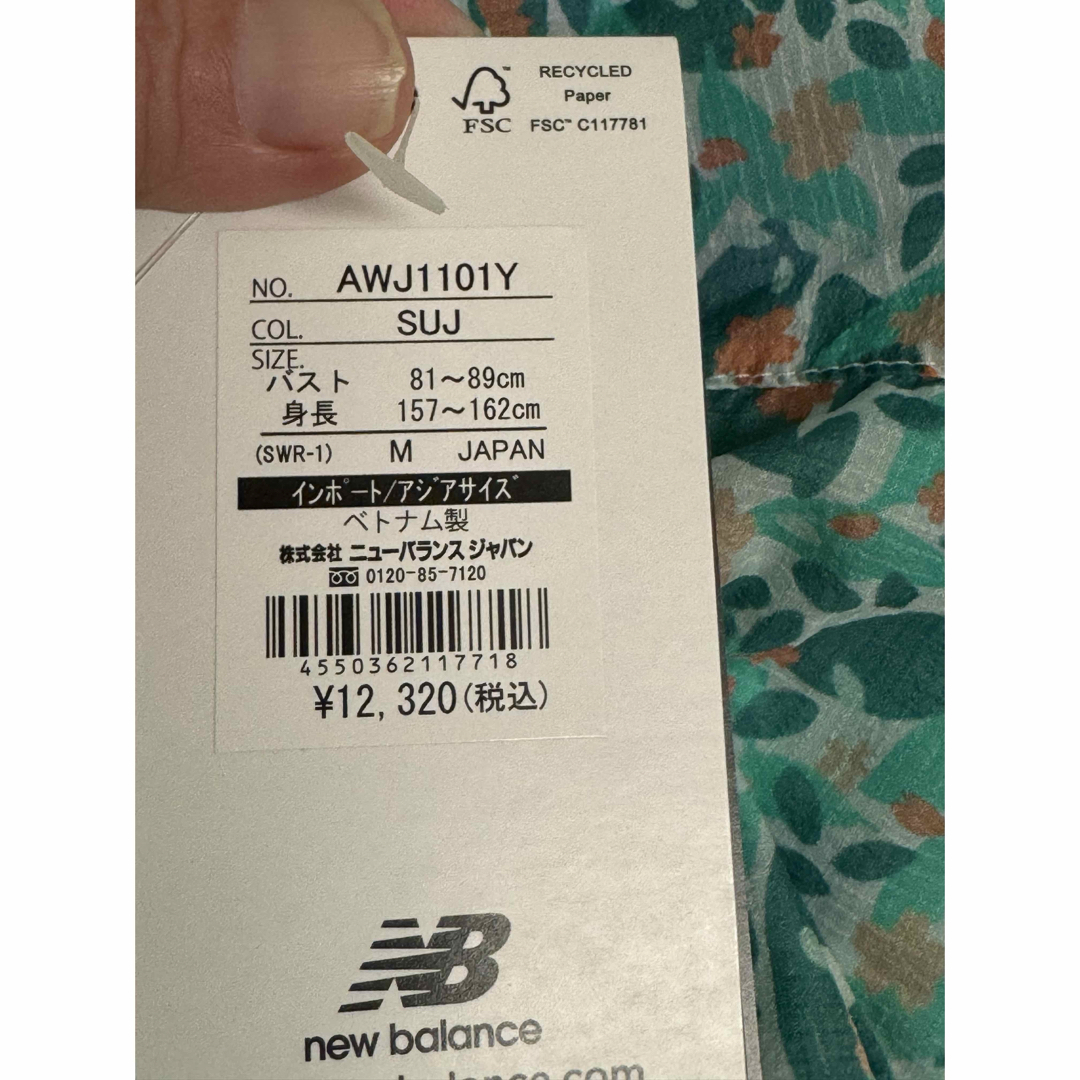 RECYCLED
Paper
FSC™ C117781
FSC
NO. AWJ1101Y
COL. SUJ
SIZE.
バスト 81～89cm
身長 157～162cm
(SWR-1) M JAPAN
インポート/アジアサイズ
ベトナム製
株式会社 ニューバランス ジャパン
0120-85-7120
4550362117718
¥12,320(税込)
NB
new balance